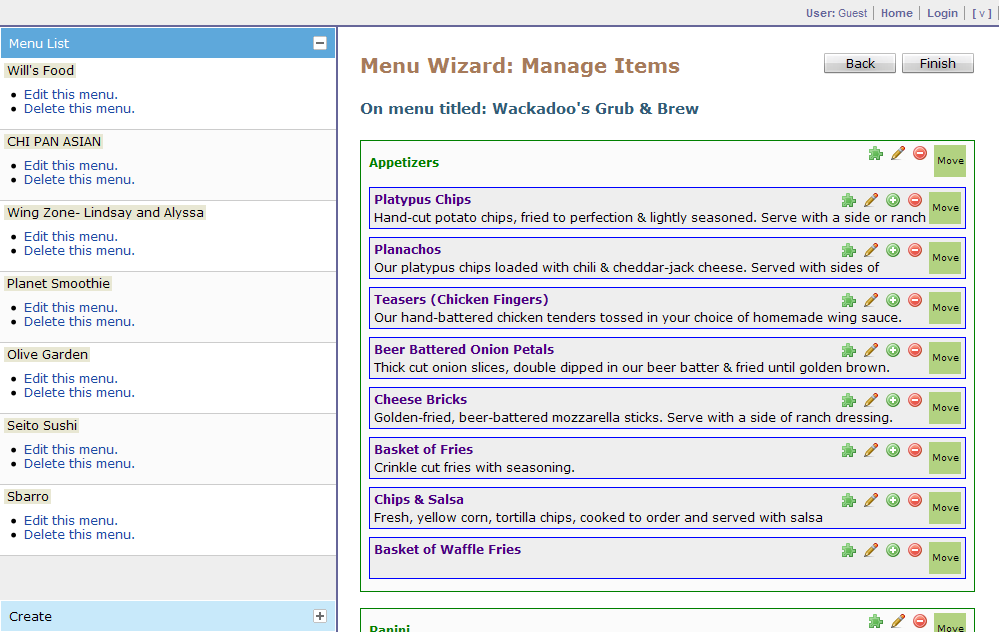 User: Guest | Home | Login | [ v ] |
Menu List
Will's Food
Edit this menu.
Delete this menu.
CHI PAN ASIAN
Edit this menu.
Delete this menu.
Wing Zone- Lindsay and Alyssa
Edit this menu.
Delete this menu.
Planet Smoothie
Edit this menu.
Delete this menu.
Olive Garden
Edit this menu.
Delete this menu.
Seito Sushi
Edit this menu.
Delete this menu.
Sbarro
Edit this menu.
Delete this menu.
Create
Menu Wizard: Manage Items
Back
Finish
On menu titled: Wackadoo's Grub & Brew
Appetizers
Move
Platypus Chips
Hand-cut potato chips, fried to perfection & lightly seasoned. Serve with a side or ranch
Move
Planachos
Our platypus chips loaded with chili & cheddar-jack cheese. Served with sides of
Move
Teasers (Chicken Fingers)
Our hand-battered chicken tenders tossed in your choice of homemade wing sauce.
Move
Beer Battered Onion Petals
Thick cut onion slices, double dipped in our beer batter & fried until golden brown.
Move
Cheese Bricks
Golden-fried, beer-battered mozzarella sticks. Serve with a side of ranch dressing.
Move
Basket of Fries
Crinkle cut fries with seasoning.
Move
Chips & Salsa
Fresh, yellow corn, tortilla chips, cooked to order and served with salsa
Move
Basket of Waffle Fries
Move
Panini
Move